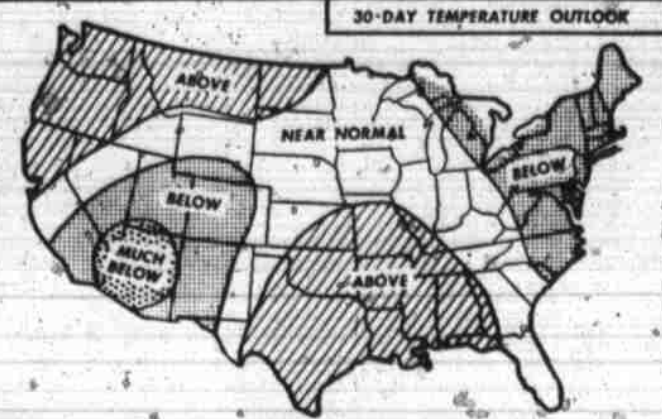 30-DAY TEMPERATURE OUTLOOK
ABOVE
NEAR NORMAL
BELOW
BELOW
MUCH
BELOW
ABOVE